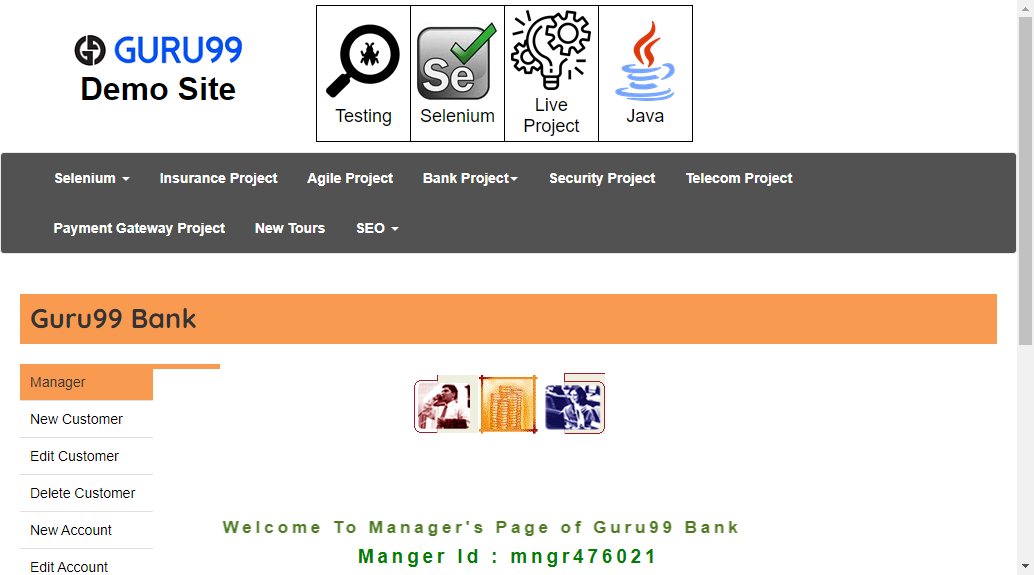 GURU99
Demo Site
Testing
Se
Selenium
Live
Project
Java
Selenium Insurance Project Agile Project Bank Project Security Project Telecom Project
Payment Gateway Project New Tours SEO
Guru99 Bank
Manager
New Customer
Edit Customer
Delete Customer
New Account
Edit Account
Welcome To Manager's Page of Guru99 Bank
Manger Id : mngr476021